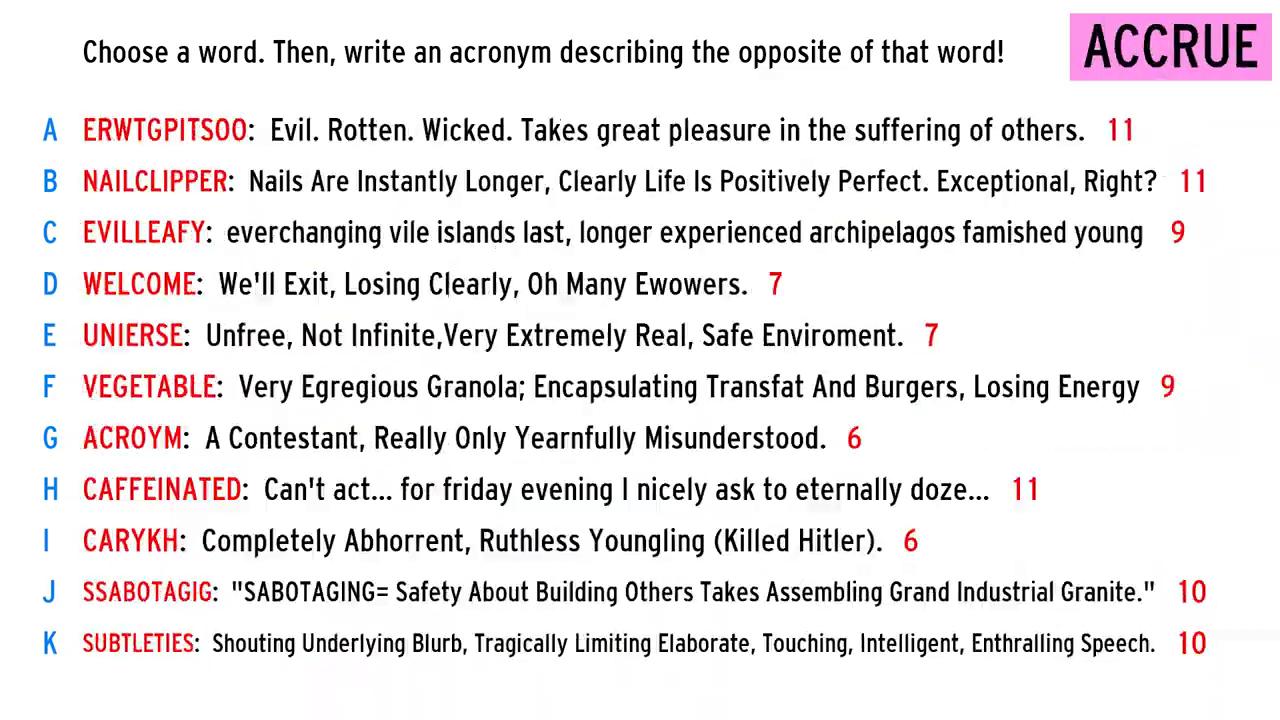 Choose a word. Then, write an acronym describing the opposite of that word!
ACCRUE
A ERWTGPITSOO: Evil. Rotten. Wicked. Takes great pleasure in the suffering of others. 11
B NAILCLIPPER: Nails Are Instantly Longer, Clearly Life Is Positively Perfect. Exceptional, Right? 11
C EVILLEAFY: everchanging vile islands last, longer experienced archipelagos famished young 9
D WELCOME: We'll Exit, Losing Clearly, Oh Many Ewowers. 7
E UNIERSE: Unfree, Not Infinite,Very Extremely Real, Safe Enviroment. 7
F VEGETABLE: Very Egregious Granola; Encapsulating Transfat And Burgers, Losing Energy 9
G ACROYM: A Contestant, Really Only Yearnfully Misunderstood. 6
H CAFFEINATED: Can't act... for friday evening I nicely ask to eternally doze... 11
I CARYKH: Completely Abhorrent, Ruthless Youngling (Killed Hitler). 6
J SSABOTAGIG: "SABOTAGING= Safety About Building Others Takes Assembling Grand Industrial Granite." 10
K SUBTLETIES: Shouting Underlying Blurb, Tragically Limiting Elaborate, Touching, Intelligent, Enthralling Speech. 10